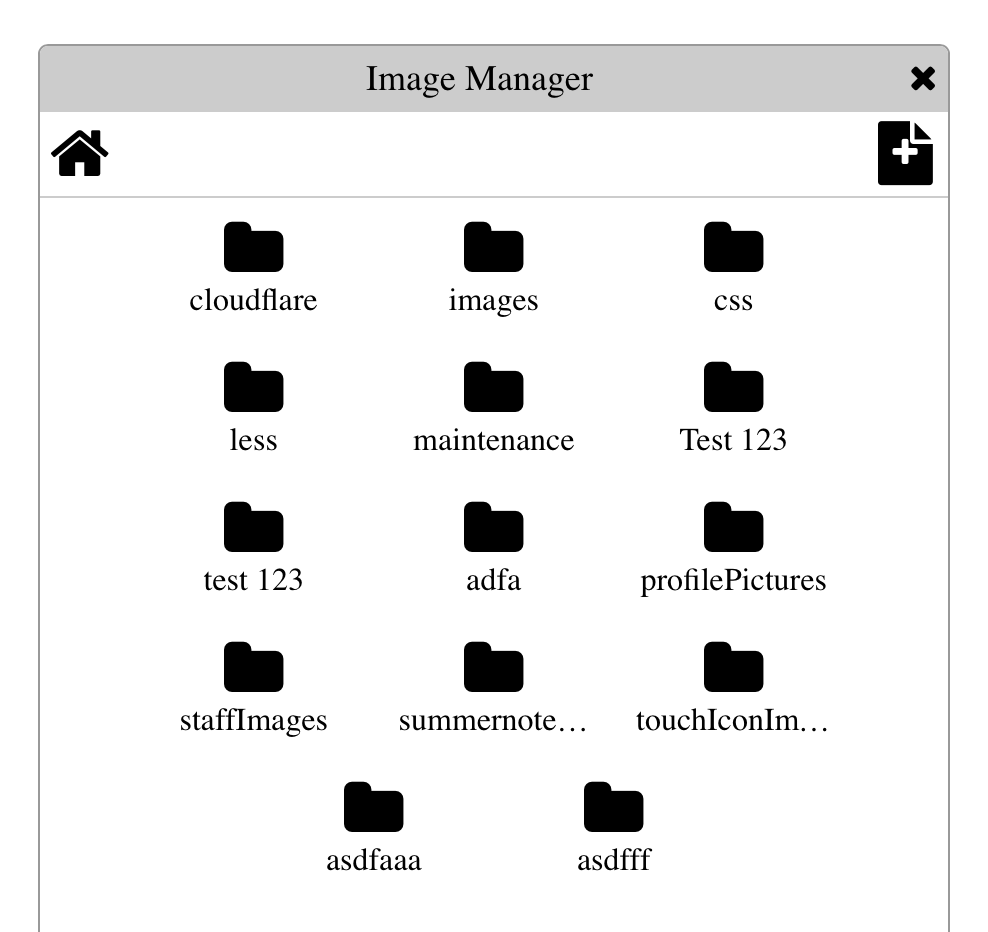 Image Manager
cloudflare images css
less maintenance Test 123
test 123 adfa profilePictures
staffImages summernote… touchIconIm…
asdfaaa asdfff